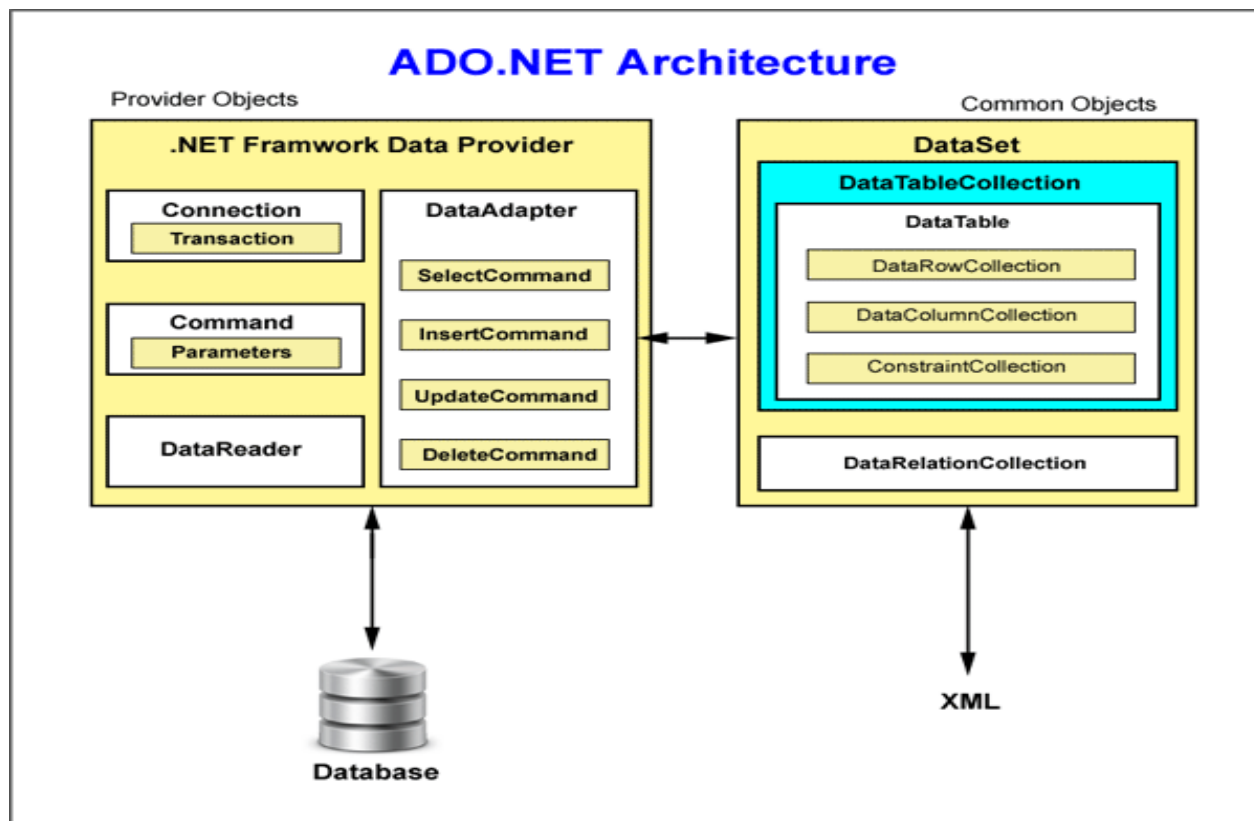 ADO.NET Architecture
Provider Objects
Common Objects
.NET Framwork Data Provider
Connection
Transaction
Command
Parameters
DataReader
DataAdapter
SelectCommand
InsertCommand
UpdateCommand
DeleteCommand
DataSet
DataTableCollection
DataTable
DataRowCollection
DataColumnCollection
ConstraintCollection
DataRelationCollection
Database
XML